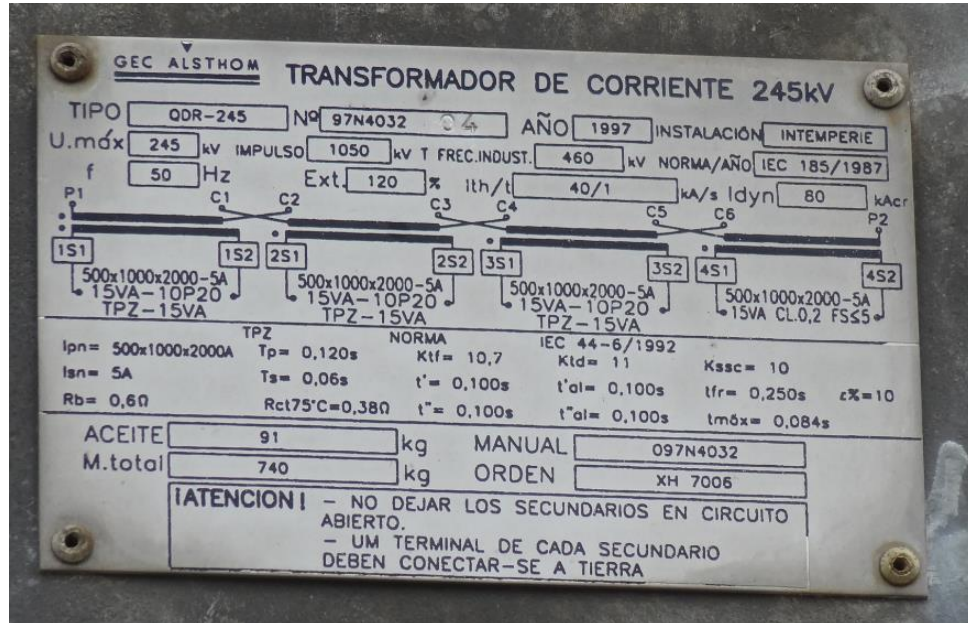 GEC ALSTHOM
TRANSFORMADOR DE CORRIENTE 245kV
TIPO QDR-245 Nº 97N4032 04 AÑO 1997 INSTALACIÓN INTEMPERIE
U.máx 245 kV IMPULSO 1050 kV T FREC.INDUST. 460 kV NORMA/AÑO IEC 185/1987
f 50 Hz Ext. 120 % Ith/t 40/1 kA/s Idyn 80 kAcr
P1 C1 C2 C3 C4 C5 C6 P2
1S1 1S2 2S1 2S2 3S1 3S2 4S1 4S2
500x1000x2000-5A 500x1000x2000-5A 500x1000x2000-5A 500x1000x2000-5A
15VA-10P20 15VA-10P20 15VA-10P20 15VA CL.0,2 FS≤5
TPZ-15VA TPZ-15VA TPZ-15VA
TPZ NORMA IEC 44-6/1992
Ipn= 500x1000x2000A Tp= 0,120s Ktf= 10,7 Ktd= 11 Kssc= 10
Isn= 5A Ts= 0,06s t'= 0,100s t'al= 0,100s tfr= 0,250s ε%=10
Rb= 0,6Ω Rct75°C=0,38Ω t"= 0,100s t"al= 0,100s tmáx= 0,084s
ACEITE 91 kg MANUAL 097N4032
M.total 740 kg ORDEN XH 7006
¡ATENCION! - NO DEJAR LOS SECUNDARIOS EN CIRCUITO
ABIERTO.
- UM TERMINAL DE CADA SECUNDARIO
DEBEN CONECTAR-SE A TIERRA